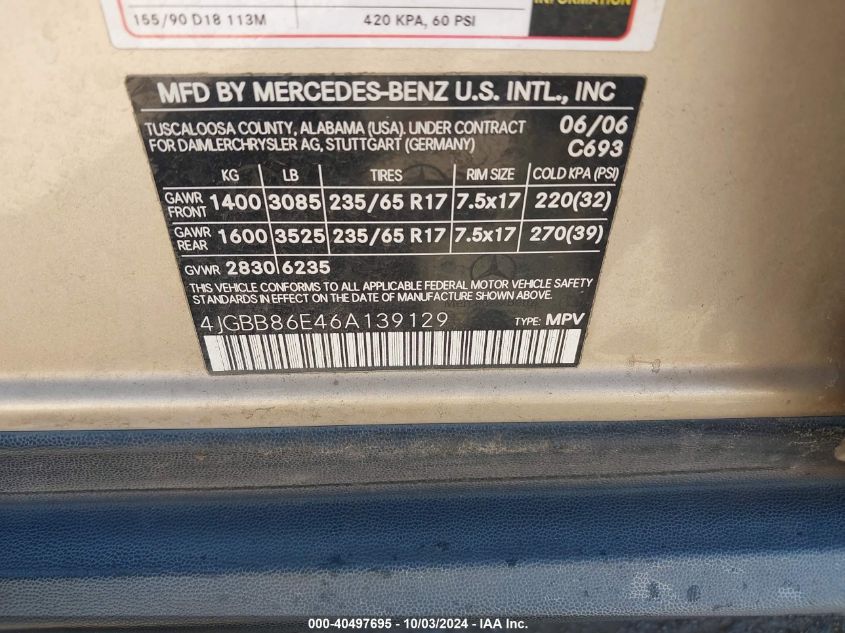 155/90 D18 113M 420 KPA, 60 PSI INFORMATION
MFD BY MERCEDES-BENZ U.S. INTL., INC
TUSCALOOSA COUNTY, ALABAMA (USA). UNDER CONTRACT 06/06
FOR DAIMLERCHRYSLER AG, STUTTGART (GERMANY) C693
KG LB TIRES RIM SIZE COLD KPA (PSI)
GAWR FRONT 1400 3085 235/65 R17 7.5x17 220(32)
GAWR REAR 1600 3525 235/65 R17 7.5x17 270(39)
GVWR 2830 6235
THIS VEHICLE CONFORMS TO ALL APPLICABLE FEDERAL MOTOR VEHICLE SAFETY
STANDARDS IN EFFECT ON THE DATE OF MANUFACTURE SHOWN ABOVE.
4JGBB86E46A139129 TYPE: MPV
000-40497695 - 10/03/2024 - IAA Inc.